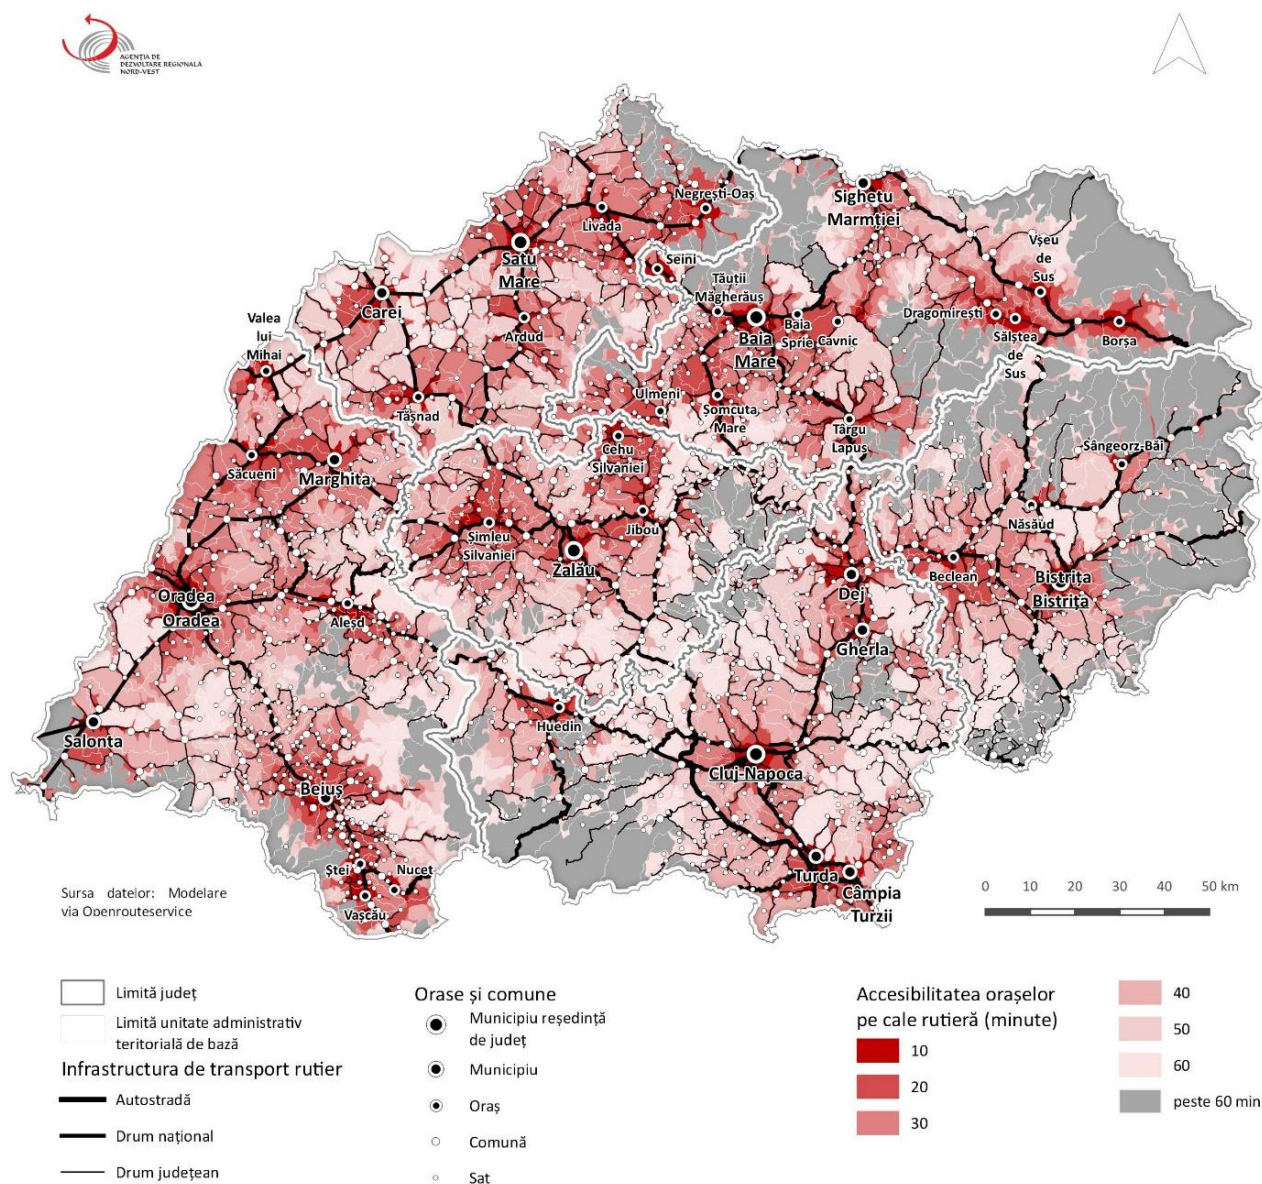 AGENȚIA DE
DEZVOLTARE REGIONALĂ
NORD-VEST
Negrești-Oaș
Sighetu
Marmției
Livada
Satu
Mare
Seini
Vșeu
de
Sus
Tăuții
Măgherăuș
Carei
Valea
lui
Mihai
Ardud
Baia
Mare
Baia
Sprie
Cavnic
Dragomirești
Sălștea
de
Sus
Borșa
Tășnad
Ulmeni
Șomcuta
Mare
Târgu
Lapus
Cehu
Silvaniei
Săcueni
Marghita
Sângeorz-Băi
Șimleu
Silvaniei
Jibou
Zalău
Năsăud
Beclean
Bistrița
Bistrița
Dej
Oradea
Oradea
Aleșd
Gherla
Huedin
Salonta
Cluj-Napoca
Beiuș
Ștei
Nucet
Vașcău
Turda
Câmpia
Turzii
Sursa datelor: Modelare
via Openrouteservice
0 10 20 30 40 50 km
Limită județ
Limită unitate administrativ
teritorială de bază
Infrastructura de transport rutier
Autostradă
Drum național
Drum județean
Orase și comune
Municipiu reședință
de județ
Municipiu
Oraș
Comună
Sat
Accesibilitatea orașelor
pe cale rutieră (minute)
10
20
30
40
50
60
peste 60 min